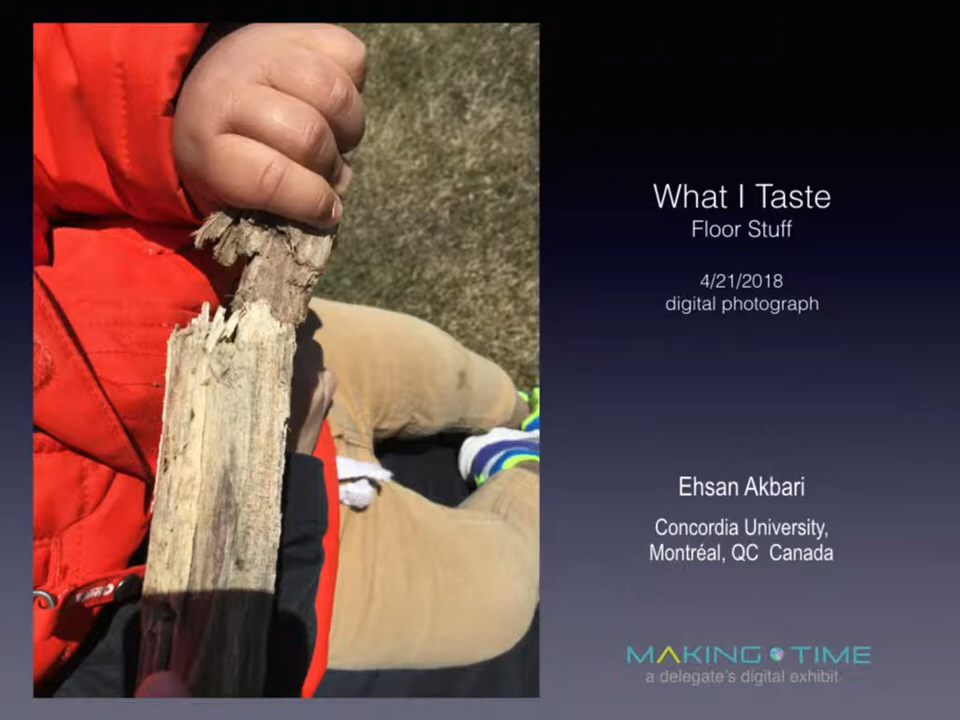 What I Taste
Floor Stuff
4/21/2018
digital photograph
Ehsan Akbari
Concordia University,
Montréal, QC Canada
MAKING TIME
a delegate's digital exhibit